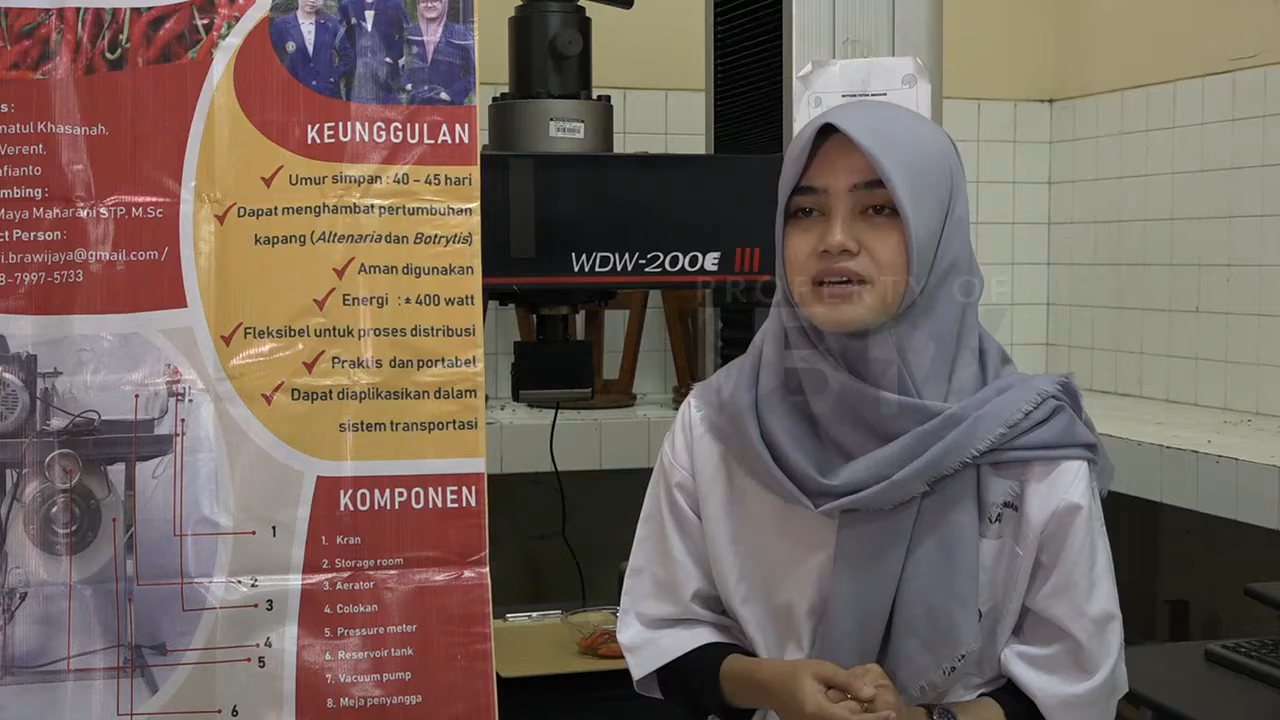 s :
matul Khasanah,
Verent,
afianto
mbing :
Maya Maharani STP, M.Sc
ct Person :
ri.brawijaya@gmail.com /
8-7997-5733
KEUNGGULAN
Umur simpan : 40 – 45 hari
Dapat menghambat pertumbuhan
kapang (Altenaria dan Botrytis)
Aman digunakan
Energi : ± 400 watt
Fleksibel untuk proses distribusi
Praktis dan portabel
Dapat diaplikasikan dalam
sistem transportasi
KOMPONEN
1. Kran
2. Storage room
3. Aerator
4. Colokan
5. Pressure meter
6. Reservoir tank
7. Vacuum pump
8. Meja penyangga
1
2
3
4
5
6
WDW-200E III
PROPERTY OF